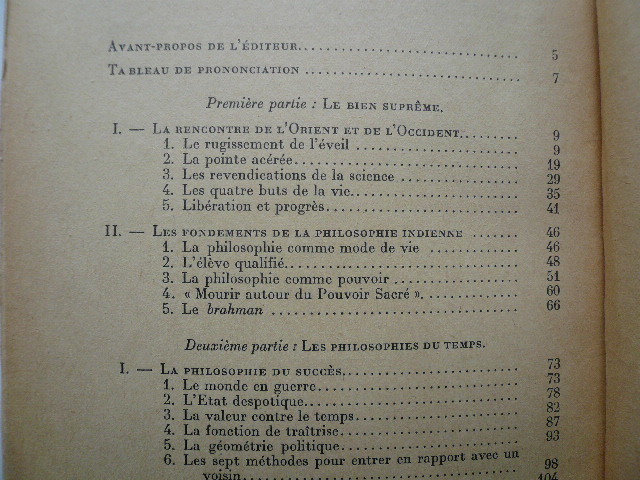 AVANT-PROPOS DE L'ÉDITEUR........ 5
TABLEAU DE PRONONCIATION ........ 7
Première partie : LE BIEN SUPRÊME.
I. — LA RENCONTRE DE L'ORIENT ET DE L'OCCIDENT........ 9
1. Le rugissement de l'éveil ........ 9
2. La pointe acérée........ 19
3. Les revendications de la science ........ 29
4. Les quatre buts de la vie........ 35
5. Libération et progrès........ 41
II. — LES FONDEMENTS DE LA PHILOSOPHIE INDIENNE ........ 46
1. La philosophie comme mode de vie ........ 46
2. L'élève qualifié........ 48
3. La philosophie comme pouvoir ........ 51
4. « Mourir autour du Pouvoir Sacré »........ 60
5. Le brahman ........ 66
Deuxième partie : LES PHILOSOPHIES DU TEMPS.
I. — LA PHILOSOPHIE DU SUCCÈS........ 73
1. Le monde en guerre........ 73
2. L'Etat despotique........ 78
3. La valeur contre le temps........ 82
4. La fonction de traîtrise........ 87
5. La géométrie politique........ 93
6. Les sept méthodes pour entrer en rapport avec un
voisin........ 98
104